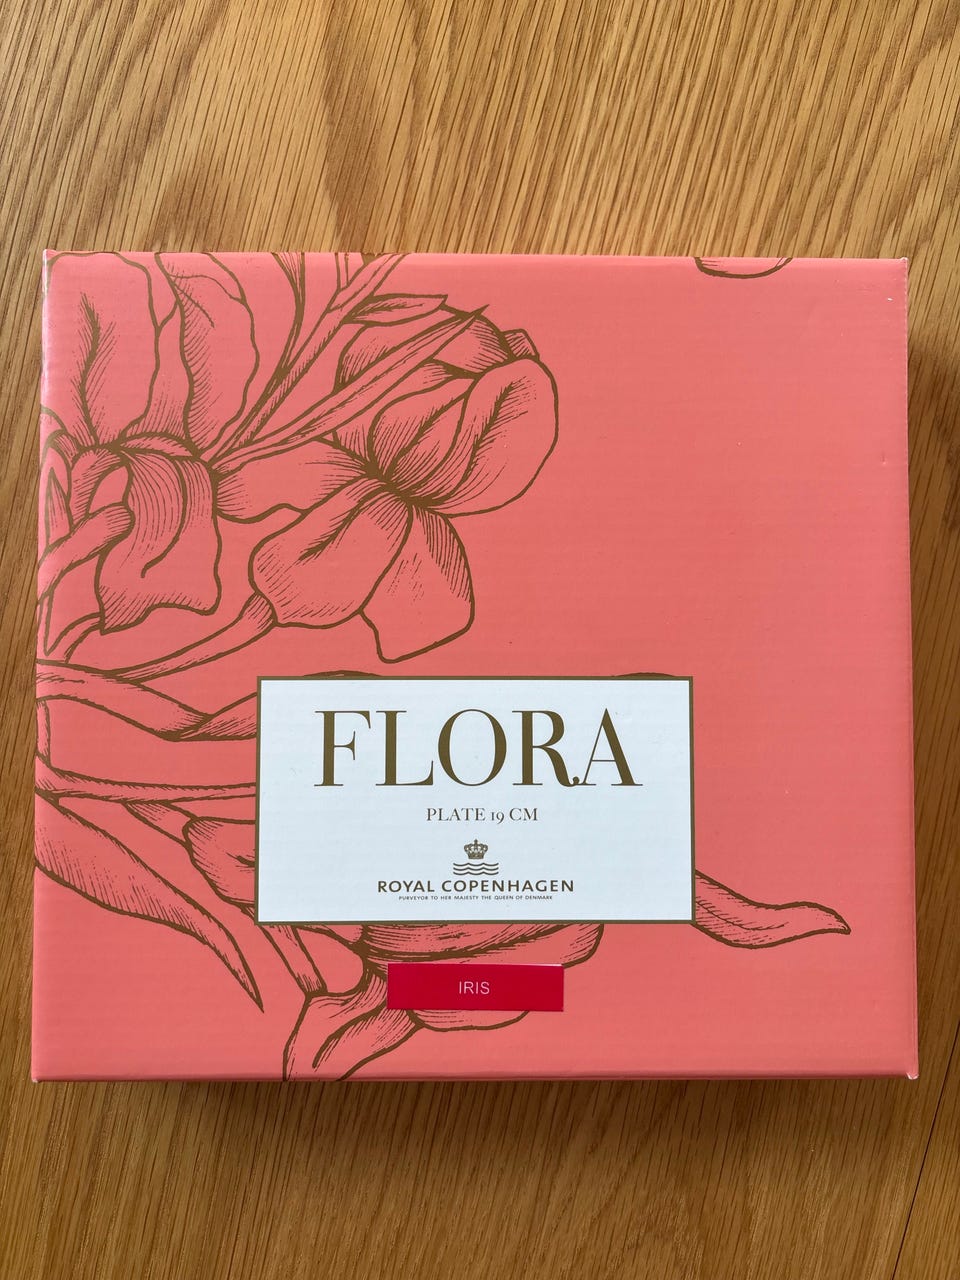 FLORA
PLATE 19 CM
ROYAL COPENHAGEN
PURVEYOR TO HER MAJESTY THE QUEEN OF DENMARK
IRIS